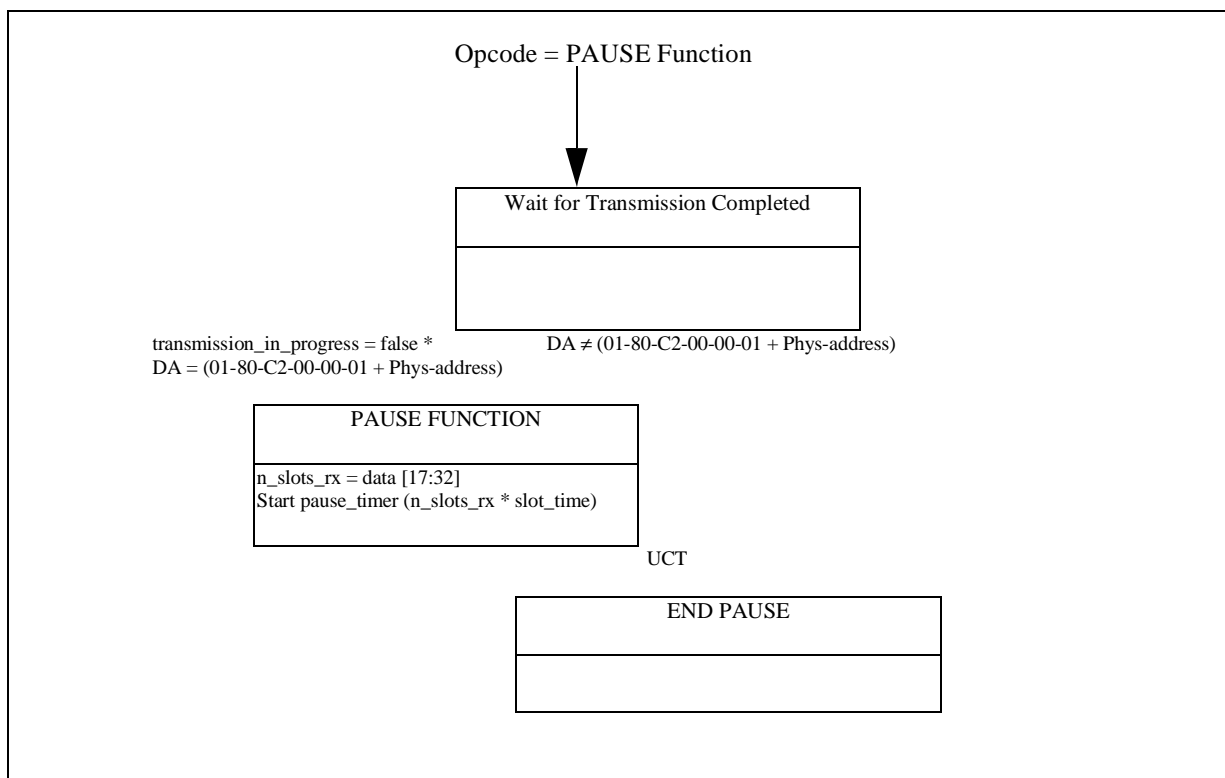 Opcode = PAUSE Function
Wait for Transmission Completed
transmission_in_progress = false *
DA = (01-80-C2-00-00-01 + Phys-address)
DA ≠ (01-80-C2-00-00-01 + Phys-address)
PAUSE FUNCTION
n_slots_rx = data [17:32]
Start pause_timer (n_slots_rx * slot_time)
UCT
END PAUSE